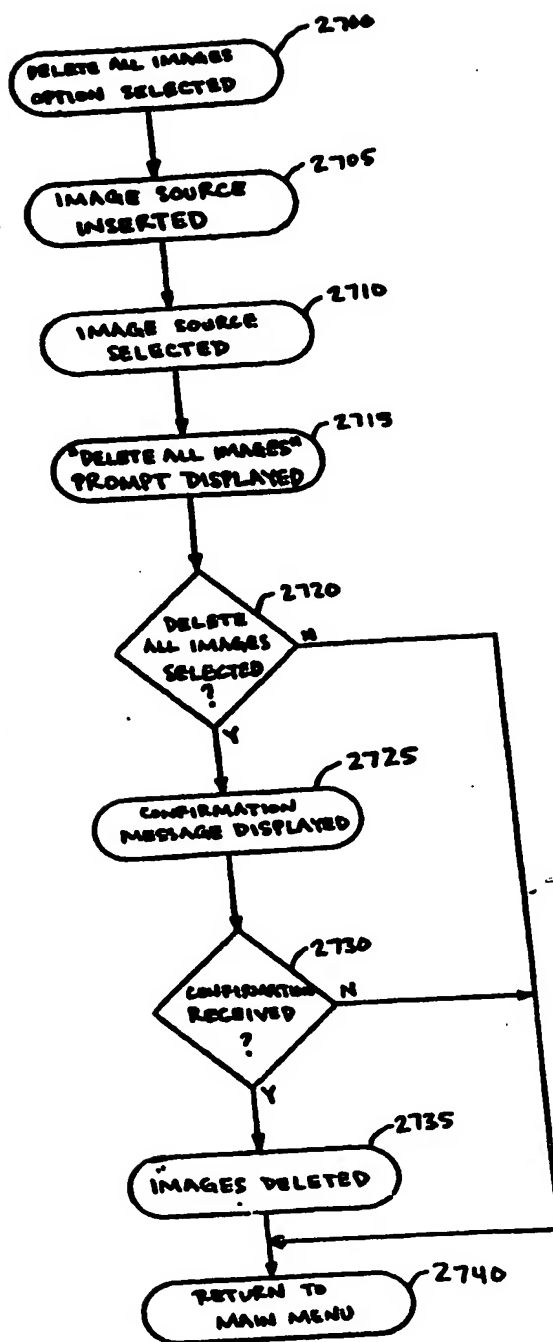 2700
DELETE ALL IMAGES
OPTION SELECTED
2705
IMAGE SOURCE
INSERTED
2710
IMAGE SOURCE
SELECTED
2715
"DELETE ALL IMAGES"
PROMPT DISPLAYED
2720
DELETE
ALL IMAGES
SELECTED
?
N
Y
2725
CONFIRMATION
MESSAGE DISPLAYED
2730
CONFIRMATION
RECEIVED
?
N
Y
2735
IMAGES DELETED
2740
RETURN TO
MAIN MENU